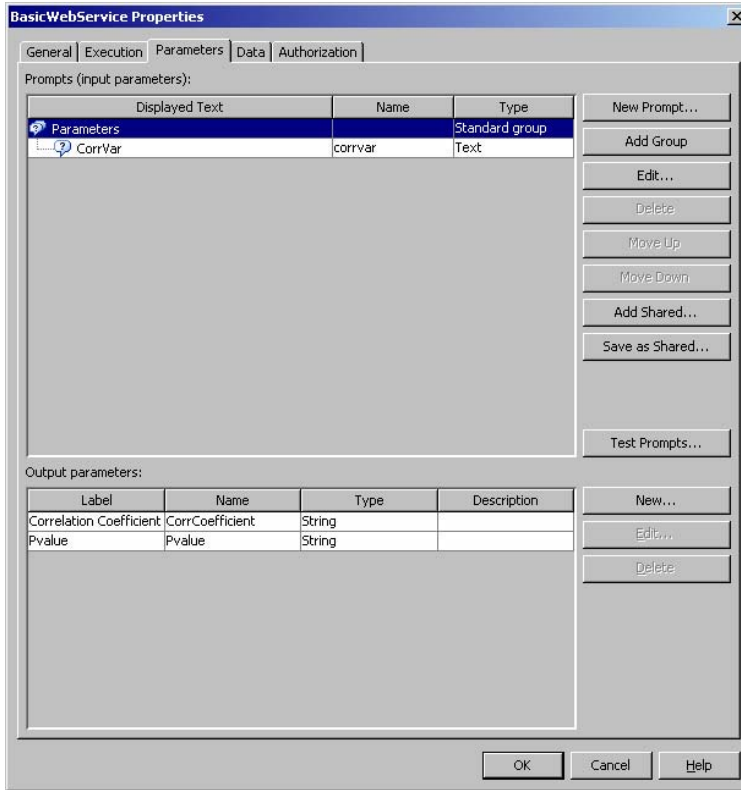 BasicWebService Properties
General Execution Parameters Data Authorization
Prompts (input parameters):
Displayed Text Name Type
Parameters Standard group
CorrVar corrvar Text
New Prompt...
Add Group
Edit...
Delete
Move Up
Move Down
Add Shared...
Save as Shared...
Test Prompts...
Output parameters:
Label Name Type Description
Correlation Coefficient CorrCoefficient String
Pvalue Pvalue String
New...
Edit...
Delete
OK Cancel Help